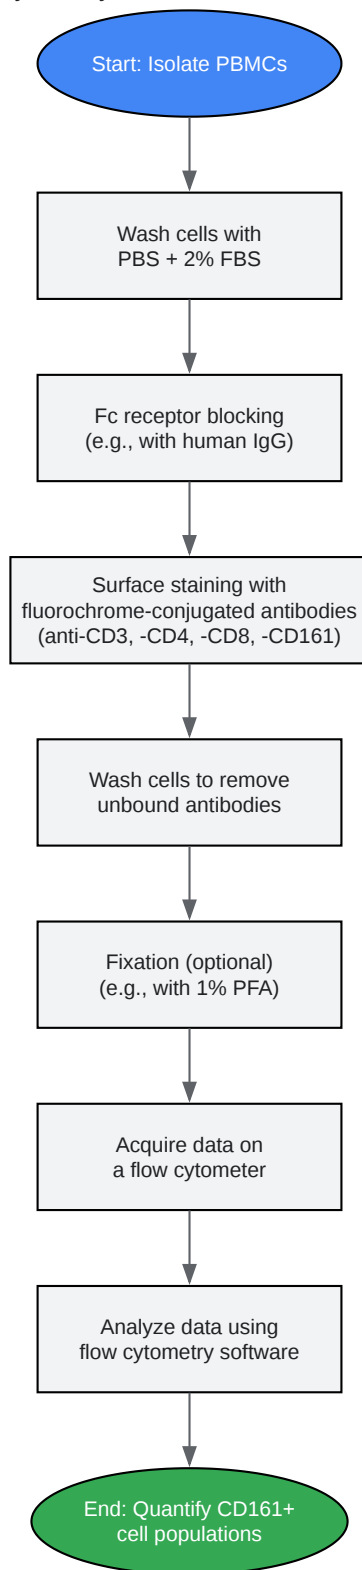 Start: Isolate PBMCs
Wash cells with
PBS + 2% FBS
Fc receptor blocking
(e.g., with human IgG)
Surface staining with
fluorochrome-conjugated antibodies
(anti-CD3, -CD4, -CD8, -CD161)
Wash cells to remove
unbound antibodies
Fixation (optional)
(e.g., with 1% PFA)
Acquire data on
a flow cytometer
Analyze data using
flow cytometry software
End: Quantify CD161+
cell populations